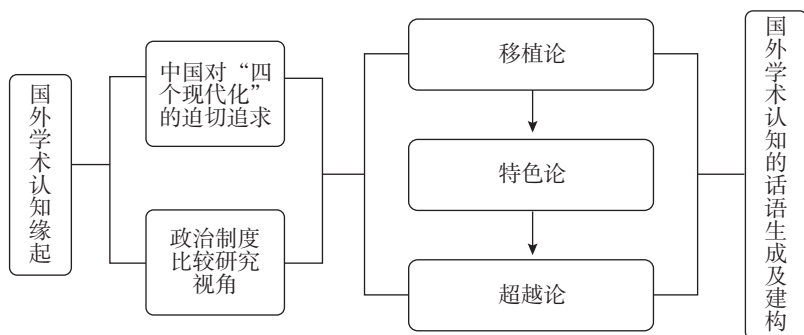 国外学术认知缘起
中国对“四
个现代化”
的迫切追求
政治制度
比较研究
视角
移植论
特色论
超越论
国外学术认知的话语生成及建构